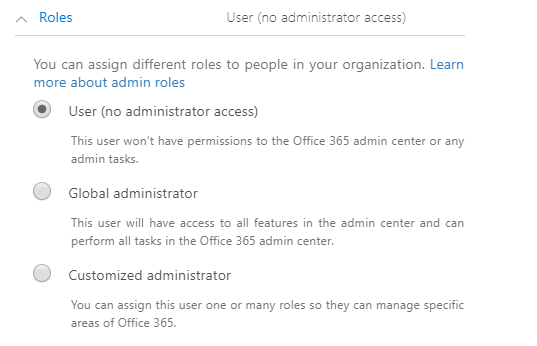 Roles User (no administrator access)
You can assign different roles to people in your organization. Learn
more about admin roles
User (no administrator access)
This user won't have permissions to the Office 365 admin center or any
admin tasks.
Global administrator
This user will have access to all features in the admin center and can
perform all tasks in the Office 365 admin center.
Customized administrator
You can assign this user one or many roles so they can manage specific
areas of Office 365.